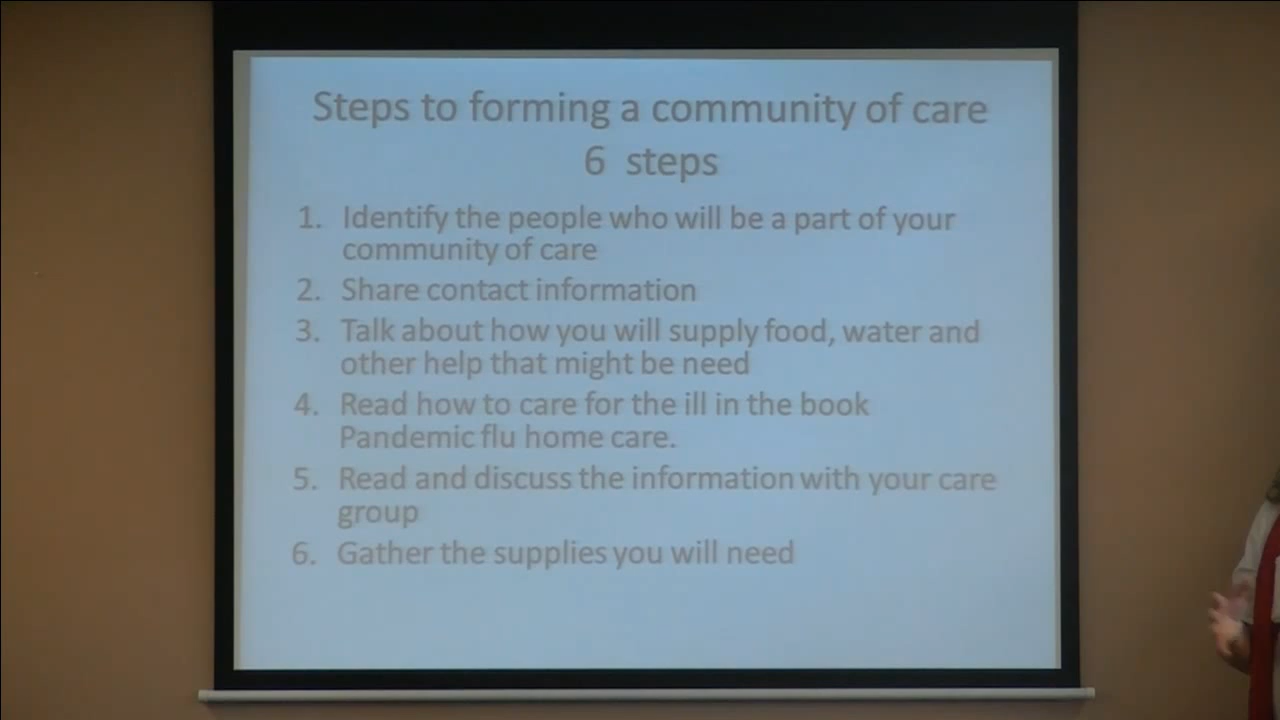 Steps to forming a community of care
6 steps
1. Identify the people who will be a part of your
community of care
2. Share contact information
3. Talk about how you will supply food, water and
other help that might be need
4. Read how to care for the ill in the book
Pandemic flu home care.
5. Read and discuss the information with your care
group
6. Gather the supplies you will need